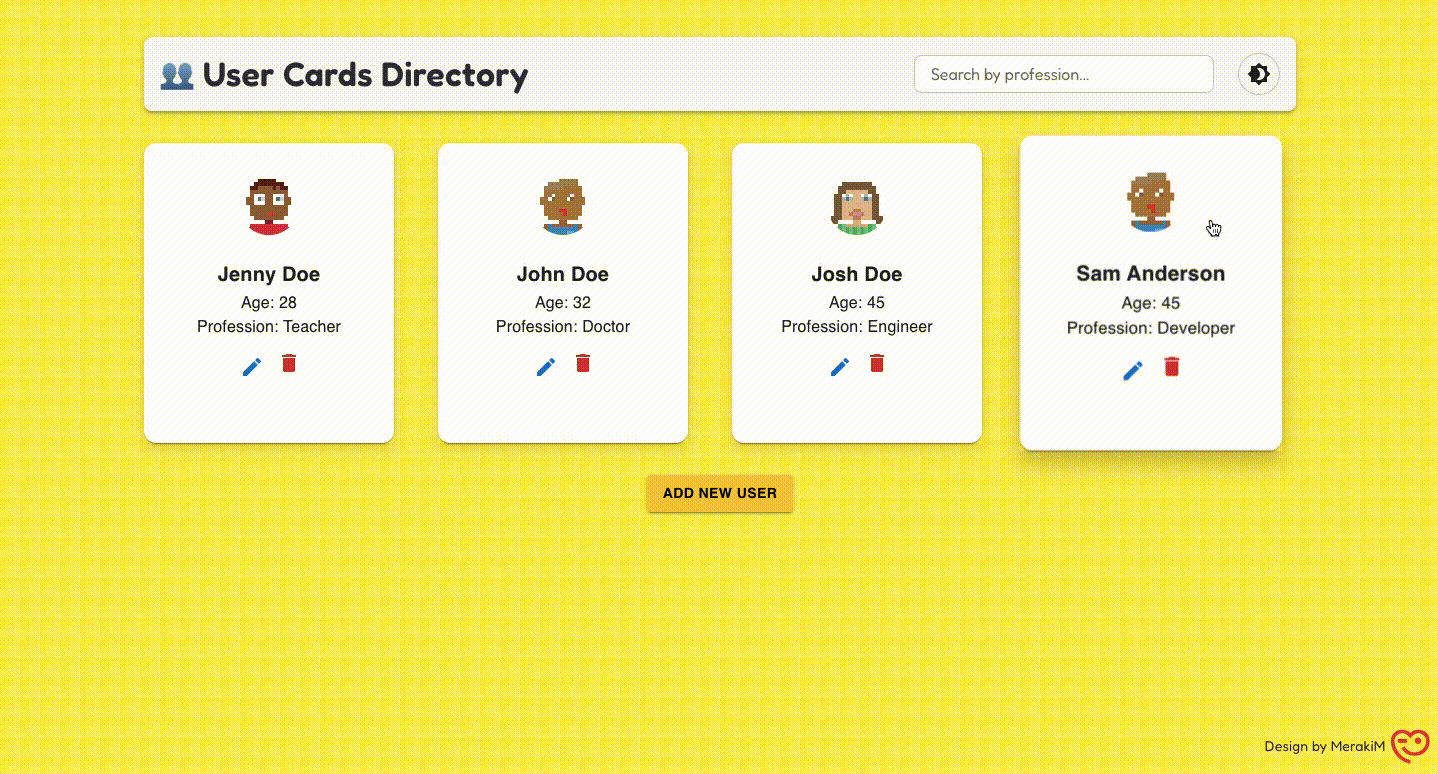 User Cards Directory
Search by profession...
Jenny Doe
Age: 28
Profession: Teacher
John Doe
Age: 32
Profession: Doctor
Josh Doe
Age: 45
Profession: Engineer
Sam Anderson
Age: 45
Profession: Developer
ADD NEW USER
Design by MerakiM